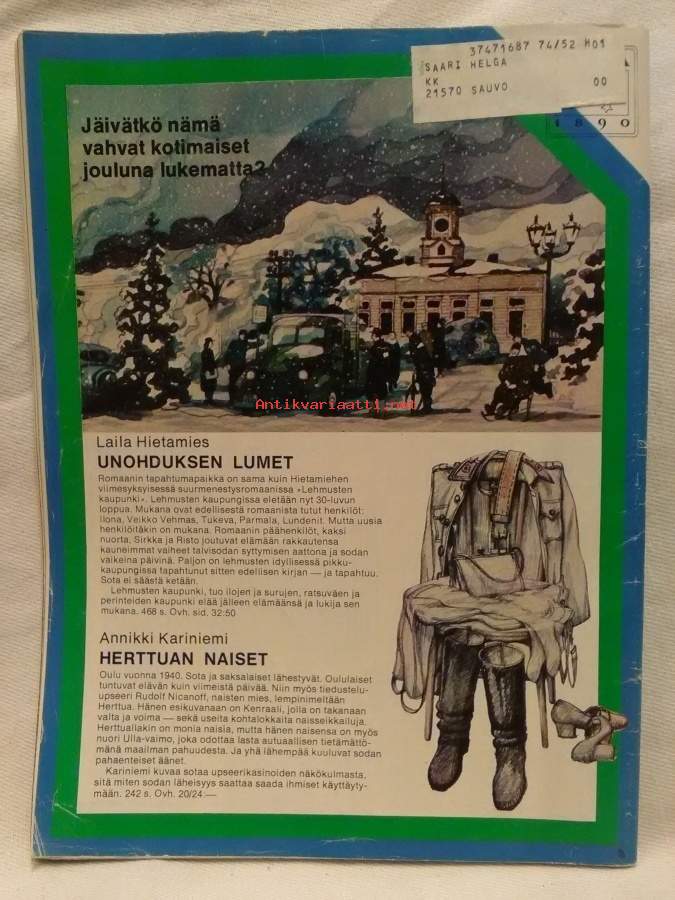 37471687 74/52 M01
SAARI HELGA
KK 00
21570 SAUVO
1890
Jäivätkö nämä
vahvat kotimaiset
jouluna lukematta?
Antikvariaatti.net
Laila Hietamies
UNOHDUKSEN LUMET
Romaanin tapahtumapaikka on sama kuin Hietamiehen
viimesyksyisessä suurmenestysromaanissa »Lehmusten
kaupunki». Lehmusten kaupungissa eletään nyt 30-luvun
loppua. Mukana ovat edellisestä romaanista tutut henkilöt:
Ilona, Veikko Vehmas, Tukeva, Parmala, Lundenit. Mutta uusia
henkilöitäkin on mukana. Romaanin päähenkilöt, kaksi
nuorta, Sirkka ja Risto joutuvat elämään rakkautensa
kauneimmat vaiheet talvisodan syttymisen aattona ja sodan
vaikeina päivinä. Paljon on lehmusten idyllisessä pikku-
kaupungissa tapahtunut sitten edellisen kirjan — ja tapahtuu.
Sota ei säästä ketään.
Lehmusten kaupunki, tuo ilojen ja surujen, ratsuväen ja
perinteiden kaupunki elää jälleen elämäänsä ja lukija sen
mukana. 468 s. Ovh. sid. 32:50
Annikki Kariniemi
HERTTUAN NAISET
Oulu vuonna 1940. Sota ja saksalaiset lähestyvät. Oululaiset
tuntuvat elävän kuin viimeistä päivää. Niin myös tiedustelu-
upseeri Rudolf Nicanoff, naisten mies, lempinimeltään
Herttua. Hänen esikuvanaan on Kenraali, jolla on takanaan
valta ja voima — sekä useita kohtalokkaita naisseikkailuja.
Herttuallakin on monia naisia, mutta hänen naisensa on myös
nuori Ulla-vaimo, joka odottaa lasta autuaallisen tietämättö-
mänä maailman pahuudesta. Ja yhä lähempää kuuluvat sodan
pahaenteiset äänet.
Kariniemi kuvaa sotaa upseerikasinoiden näkökulmasta,
sitä miten sodan läheisyys saattaa saada ihmiset käyttäyty-
mään. 242 s. Ovh. 20/24.—